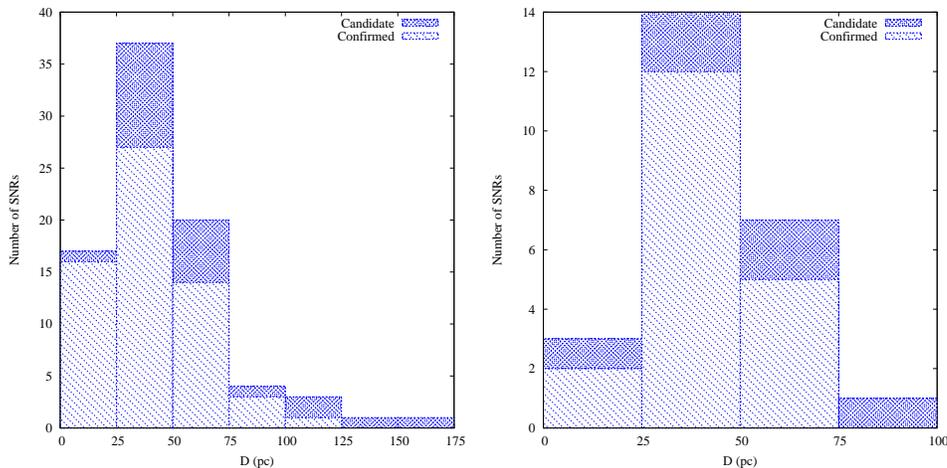 Number of SNRs
40
35
30
25
20
15
10
5
0
Candidate
Confirmed
0 25 50 75 100 125 150 175
D (pc)
Number of SNRs
14
12
10
8
6
4
2
0
Candidate
Confirmed
0 25 50 75 100
D (pc)